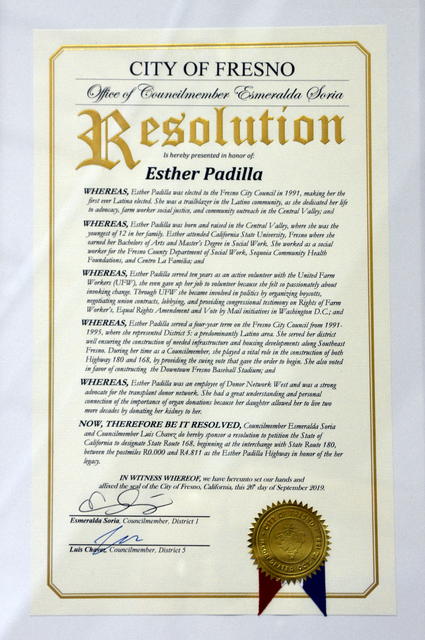 CITY OF FRESNO
Office of Councilmember Esmeralda Soria
Resolution
Is hereby presented in honor of:
Esther Padilla
WHEREAS, Esther Padilla was elected to the Fresno City Council in 1991, making her the
first ever Latina elected. She was a trailblazer in the Latino community, as she dedicated her life
to advocacy, farm worker social justice, and community outreach in the Central Valley; and
WHEREAS, Esther Padilla was born and raised in the Central Valley, where she was the
youngest of 12 in her family. Esther attended California State University, Fresno where she
earned her Bachelors of Arts and Master's Degree in Social Work. She worked as a social
worker for the Fresno County Department of Social Work, Sequoia Community Health
Foundations, and Centro La Familia; and
WHEREAS, Esther Padilla served ten years as an active volunteer with the United Farm
Workers (UFW), she even gave up her job to volunteer because she felt so passionately about
invoking change. Through UFW she became involved in politics by organizing boycotts,
negotiating union contracts, lobbying, and providing congressional testimony on Rights of Farm
Worker's, Equal Rights Amendment and Vote by Mail initiatives in Washington D.C.; and
WHEREAS, Esther Padilla served a four-year term on the Fresno City Council from 1991-
1995, where she represented District 5: a predominantly Latino area. She served her district
well ensuring the construction of needed infrastructure and housing developments along Southeast
Fresno. During her time as a Councilmember, she played a vital role in the construction of both
Highway 180 and 168, by providing the swing vote that gave the order to begin. She also voted
in favor of constructing the Downtown Fresno Baseball Stadium; and
WHEREAS, Esther Padilla was an employee of Donor Network West and was a strong
advocate for the transplant donor network. She had a great understanding and personal
connection of the importance of organ donations because her daughter allowed her to live two
more decades by donating her kidney to her.
NOW, THEREFORE BE IT RESOLVED, Councilmember Esmeralda Soria
and Councilmember Luis Chavez do hereby sponsor a resolution to petition the State of
California to designate State Route 168, beginning at the interchange with State Route 180,
between the postmiles R0.000 and R4.811 as the Esther Padilla Highway in honor of the her
legacy.
IN WITNESS WHEREOF, we have hereunto set our hands and
affixed the seal of the City of Fresno, California, this 26th day of September 2019.
Esmeralda Soria, Councilmember, District 1
Luis Chavez, Councilmember, District 5